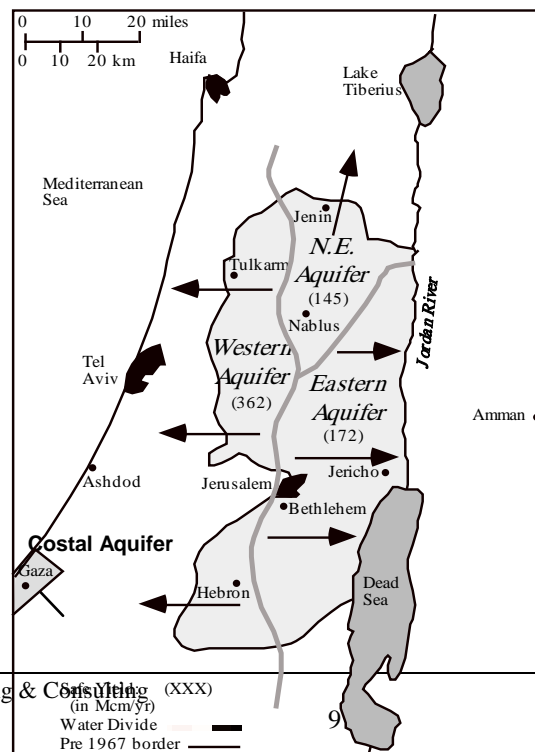 0 10 20 miles
0 10 20 km
Haifa
Lake
Tiberius
Mediterranean
Sea
Jenin
N.E.
Aquifer
(145)
Tulkarm
Nablus
Jordan River
Western
Aquifer
(362)
Tel
Aviv
Eastern
Aquifer
(172)
Amman
Jericho
Ashdod
Jerusalem
Bethlehem
Costal Aquifer
Gaza
Hebron
Dead
Sea
g & Consulting
Safe Yield: (XXX)
(in Mcm/yr)
9
Water Divide
Pre 1967 border